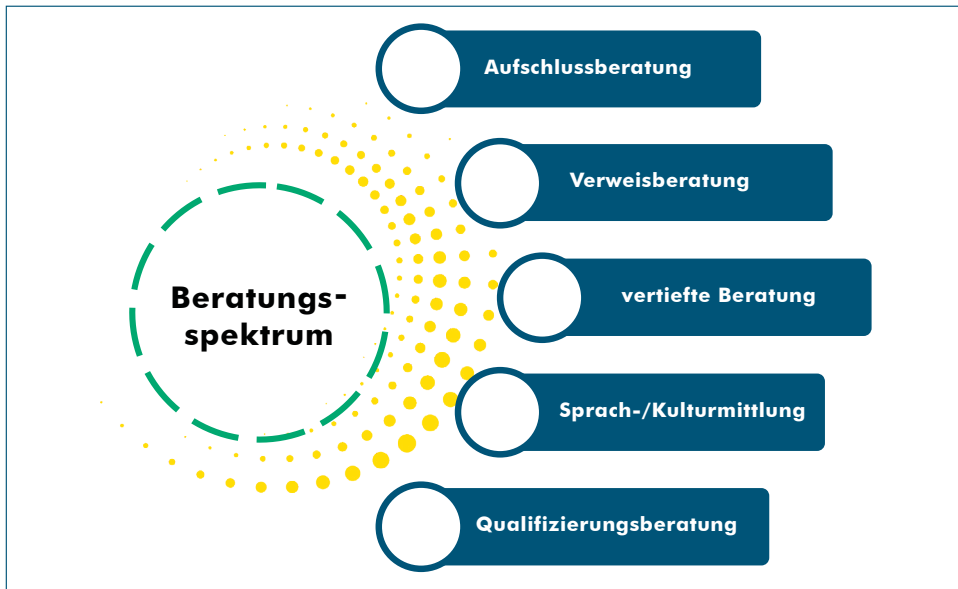 Aufschlussberatung
Verweisberatung
Beratungs-
spektrum
vertiefte Beratung
Sprach-/Kulturmittlung
Qualifizierungsberatung